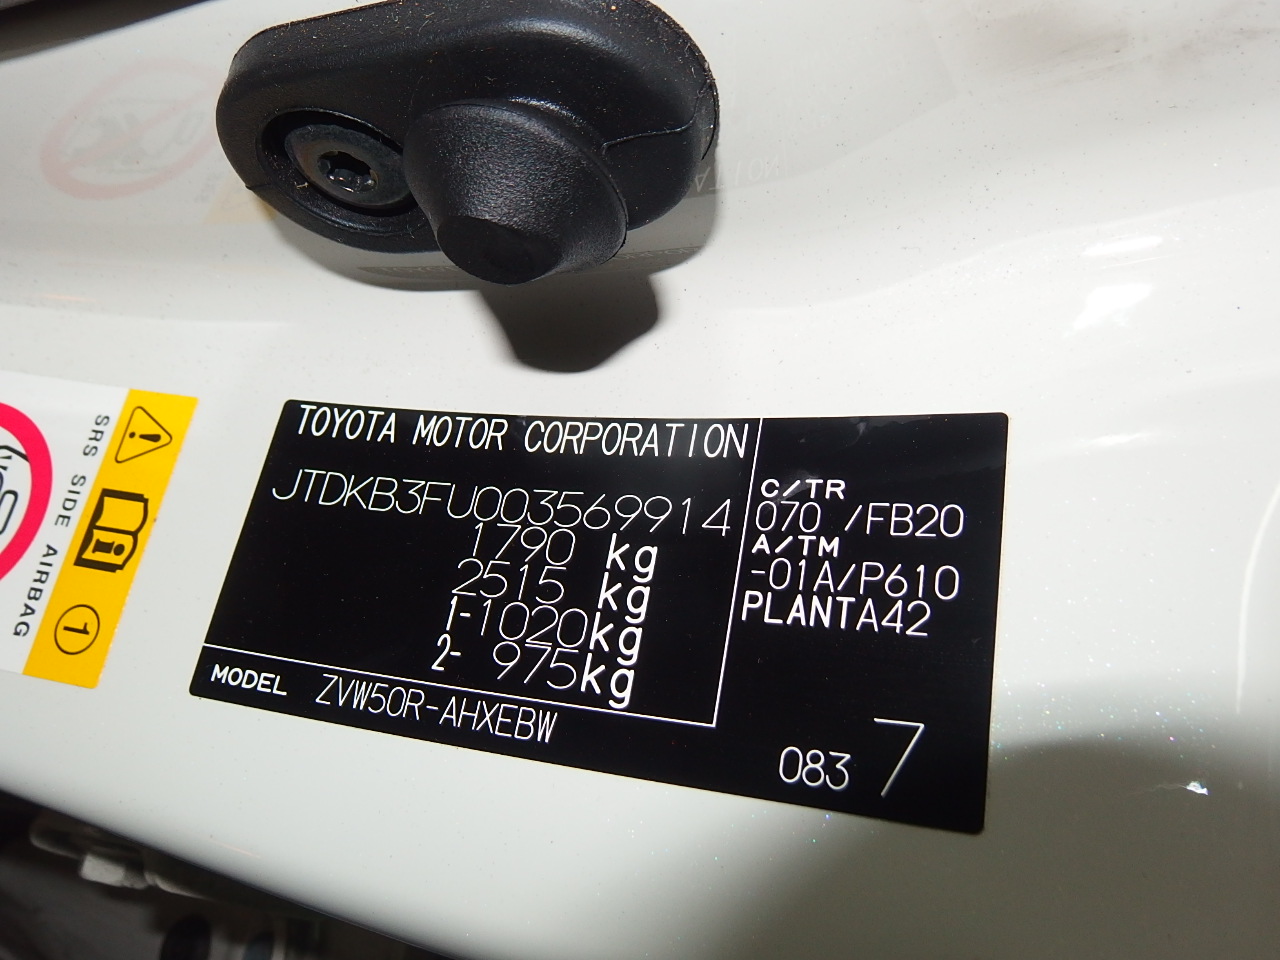 TOYOTA MOTOR CORPORATION
JTDKB3FU003569914
1790 kg
2515 kg
1-1020kg
2- 975kg
MODEL ZVW50R-AHXEBW
C/TR
070 /FB20
A/TM
-01A/P610
PLANTA42
083 7
SRS SIDE AIRBAG
i
1